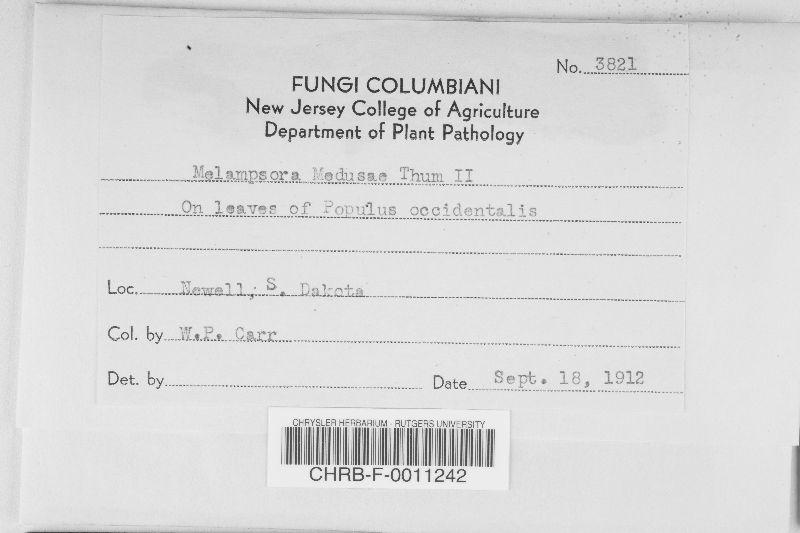 No. 3821
FUNGI COLUMBIANI
New Jersey College of Agriculture
Department of Plant Pathology
Melampsora Medusae Thum II
On leaves of Populus occidentalis
Loc. Newell, S. Dakota
Col. by W.P. Carr
Det. by
Date Sept. 18, 1912
CHRYSLER HERBARIUM - RUTGERS UNIVERSITY
CHRB-F-0011242